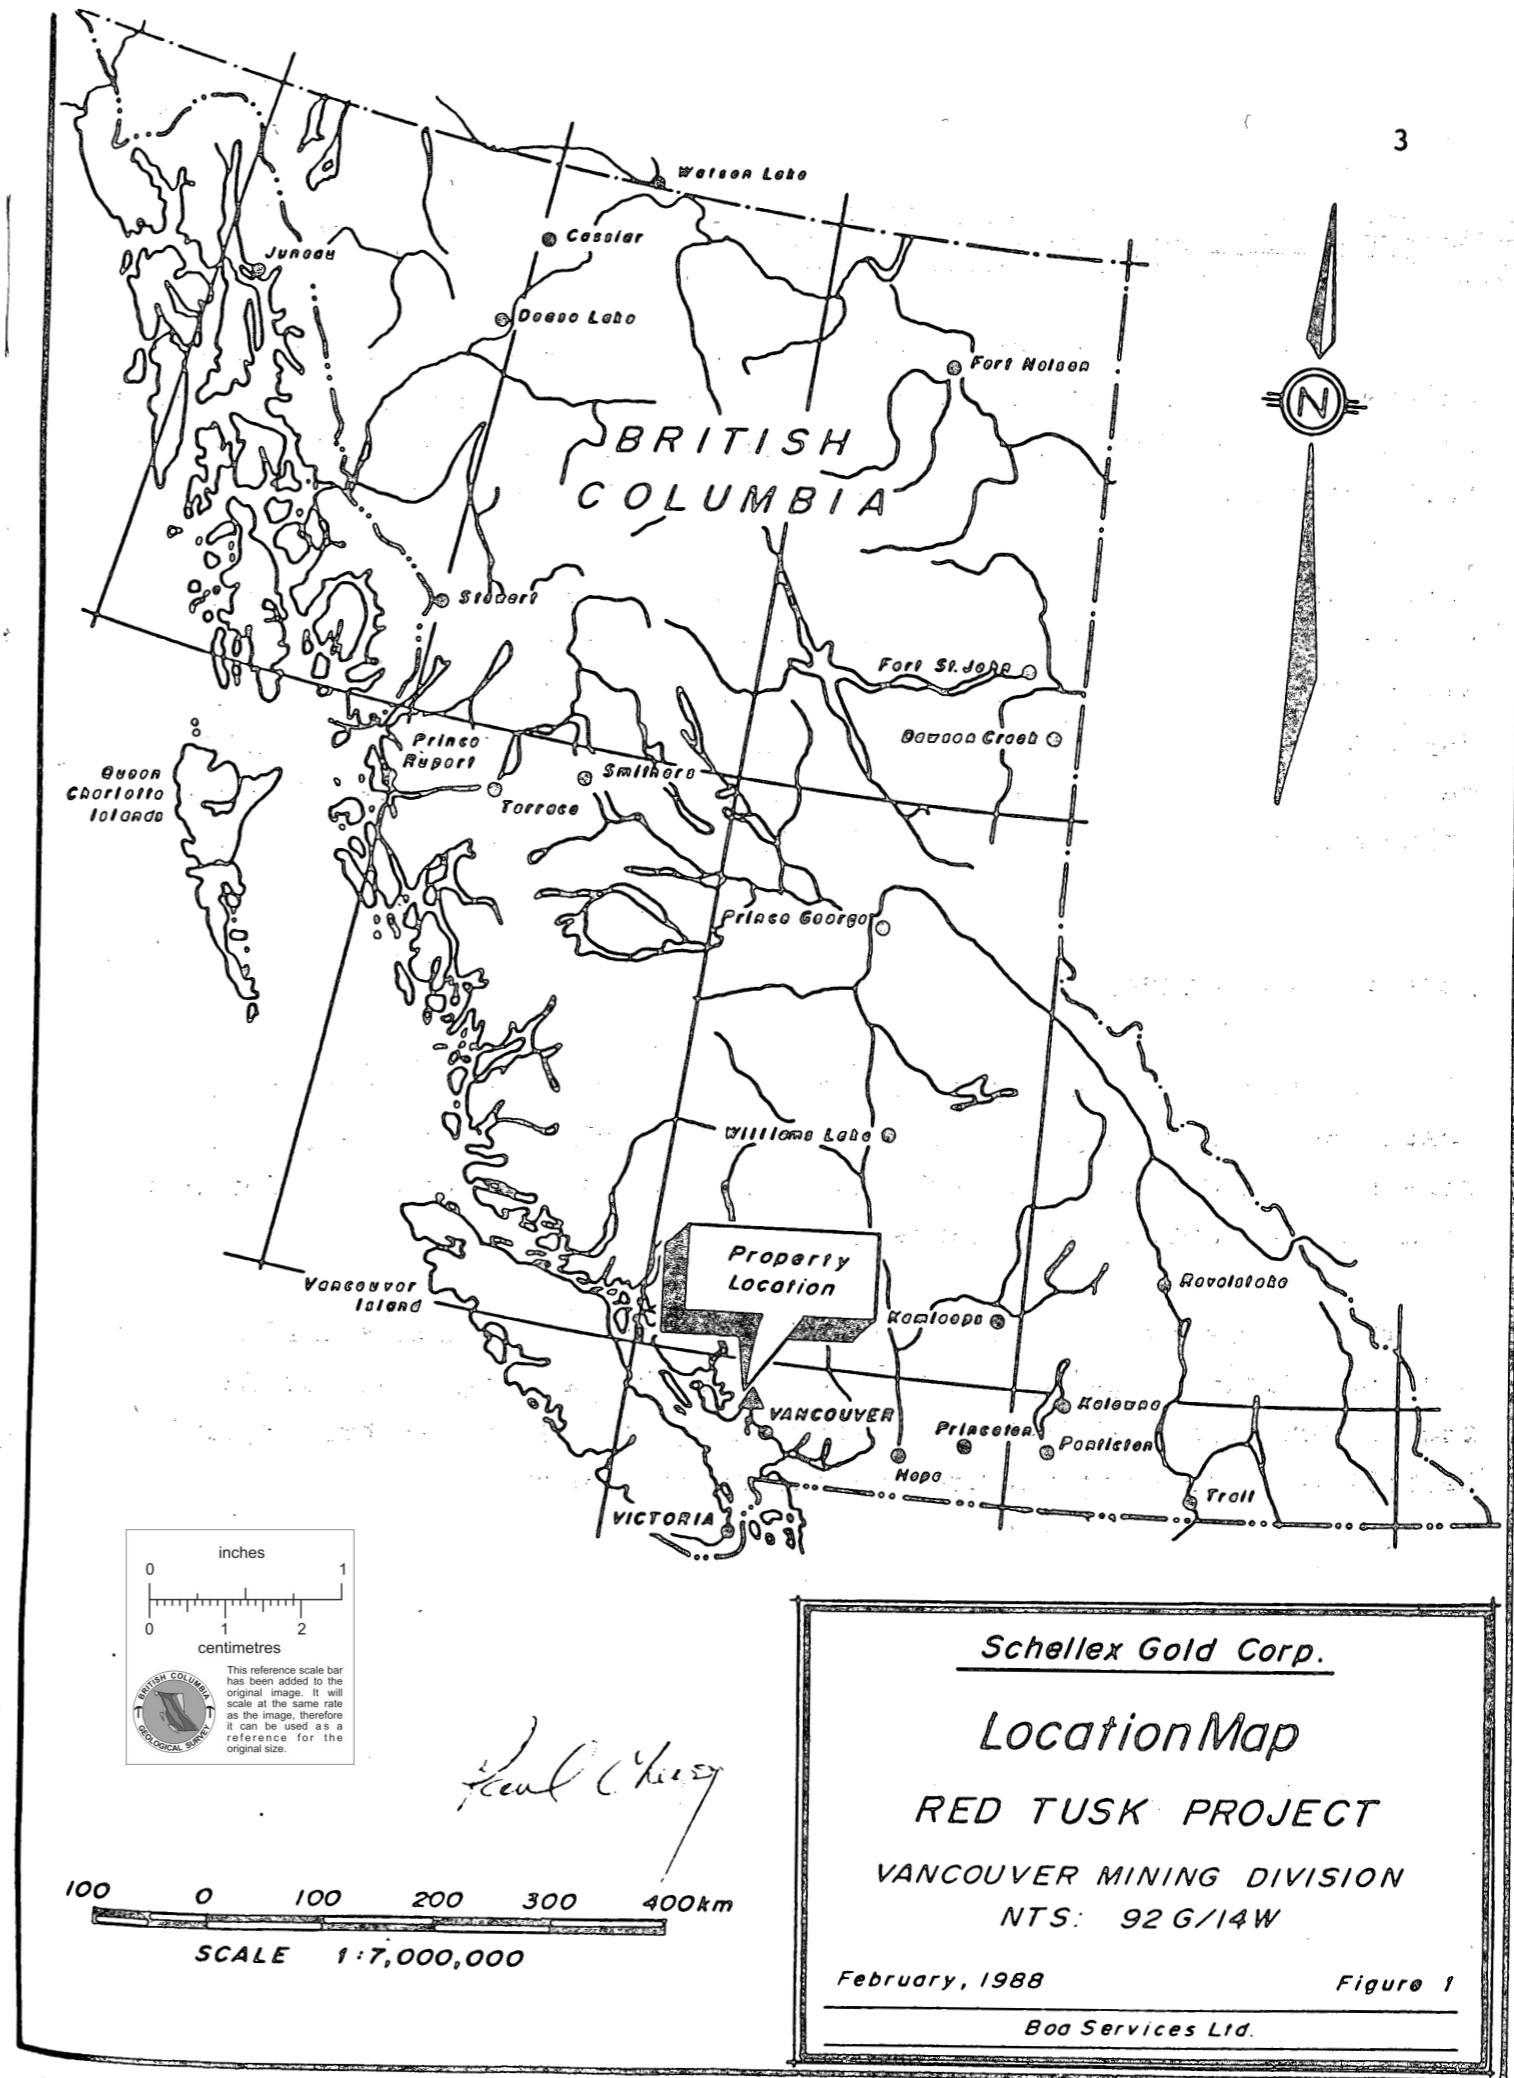 3
Watson Lake
Cassiar
Juneau
Dease Lake
Fort Nelson
BRITISH
COLUMBIA
Stewart
Fort St. John
Dawson Creek
Prince
Rupert
Smithers
Terrace
Queen
Charlotte
Islands
Prince George
Williams Lake
Property
Location
Vancouver
Island
Kamloops
Revelstoke
Kelowna
VANCOUVER
Princeton
Penticton
Hope
Trail
VICTORIA
N
inches
0 1
0 1 2
centimetres
BRITISH COLUMBIA
GEOLOGICAL SURVEY
This reference scale bar
has been added to the
original image. It will
scale at the same rate
as the image, therefore
it can be used as a
reference for the
original size.
100 0 100 200 300 400km
SCALE 1:7,000,000
Schellex Gold Corp.
Location Map
RED TUSK PROJECT
VANCOUVER MINING DIVISION
NTS: 92 G/14W
February, 1988 Figure 1
Boa Services Ltd.